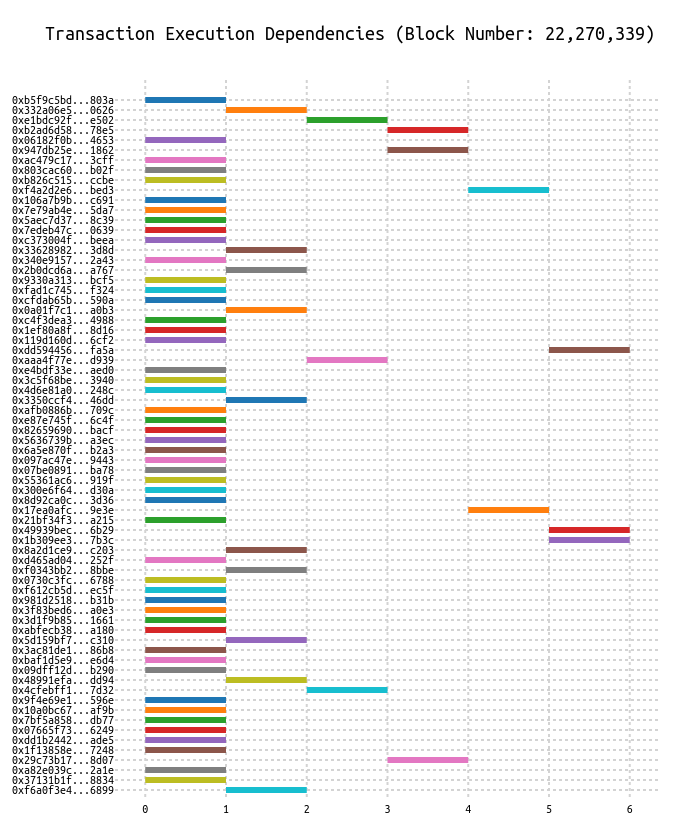 Transaction Execution Dependencies (Block Number: 22,270,339)
0xb5f9c5bd...803a
0x332a06e5...0626
0xe1bdc92f...e502
0xb2ad6d58...78e5
0x06182f0b...4653
0x947db25e...1862
0xac479c17...3cff
0x803cac60...b02f
0xb826c515...ccbe
0xf4a2d2e6...bed3
0x106a7b9b...c691
0x7e79ab4e...5da7
0x5aec7d37...8c39
0x7edeb47c...0639
0xc373004f...beea
0x33628982...3d8d
0x340e9157...2a43
0x2b0dcd6a...a767
0x9330a313...bcf5
0xfad1c745...f324
0xcfdab65b...590a
0x0a01f7c1...a0b3
0xc4f3dea3...4988
0x1ef80a8f...8d16
0x119d160d...6cf2
0xdd594456...fa5a
0xaaa4f77e...d939
0xe4bdf33e...aed0
0x3c5f68be...3940
0x4d6e81a0...248c
0x3350ccf4...46dd
0xafb0886b...709c
0xe87e745f...6c4f
0x82659690...bacf
0x5636739b...a3ec
0x6a5e870f...b2a3
0x097ac47e...9443
0x07be0891...ba78
0x55361ac6...919f
0x300e6f64...d30a
0x8d92ca0c...3d36
0x17ea0afc...9e3e
0x21bf34f3...a215
0x49939bec...6b29
0x1b309ee3...7b3c
0x8a2d1ce9...c203
0xd465ad04...252f
0xf0343bb2...8bbe
0x0730c3fc...6788
0xf612cb5d...ec5f
0x981d2518...b31b
0x3f83bed6...a0e3
0x3d1f9b85...1661
0xabfecb38...a180
0x5d159bf7...c310
0x3ac81de1...86b8
0xbaf1d5e9...e6d4
0x09dff12d...b290
0x48991efa...dd94
0x4cfebff1...7d32
0x9f4e69e1...596e
0x10a0bc67...af9b
0x7bf5a858...db77
0x07665f73...6249
0xdd1b2442...ade5
0x1f13858e...7248
0x29c73b17...8d07
0xa82e039c...2a1e
0x37131b1f...8834
0xf6a0f3e4...6899
0 1 2 3 4 5 6